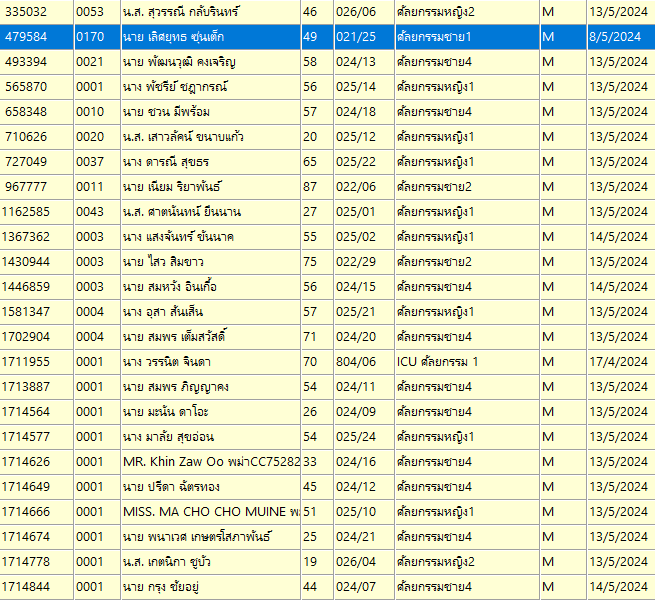 335032 0053 น.ส. สุวรรณี กลับรินทร์ 46 026/06 ศัลยกรรมหญิง2 M 13/5/2024
479584 0170 นาย เลิศยุทธ ซุ่นเต็ก 49 021/25 ศัลยกรรมชาย1 M 8/5/2024
493394 0021 นาย พัฒนวุฒิ คงเจริญ 58 024/13 ศัลยกรรมชาย4 M 13/5/2024
565870 0001 นาง พัชรีย์ ชฎากรณ์ 56 025/14 ศัลยกรรมหญิง1 M 13/5/2024
658348 0010 นาย ชวน มีพร้อม 57 024/18 ศัลยกรรมชาย4 M 13/5/2024
710626 0020 น.ส. เสาวลัคน์ ขนาบแก้ว 20 025/12 ศัลยกรรมหญิง1 M 13/5/2024
727049 0037 นาง ดารณี สุขธร 65 025/22 ศัลยกรรมหญิง1 M 13/5/2024
967777 0011 นาย เนียม ริยาพันธ์ 87 022/06 ศัลยกรรมชาย2 M 13/5/2024
1162585 0043 น.ส. ศาตนันทน์ ยืนนาน 27 025/01 ศัลยกรรมหญิง1 M 13/5/2024
1367362 0003 นาง แสงจันทร์ ขันนาค 55 025/02 ศัลยกรรมหญิง1 M 14/5/2024
1430944 0003 นาย ไสว สิมขาว 75 022/29 ศัลยกรรมชาย2 M 13/5/2024
1446859 0003 นาย สมหวัง อินเกื้อ 56 024/15 ศัลยกรรมชาย4 M 14/5/2024
1581347 0004 นาง อุสา สันเส็น 57 025/21 ศัลยกรรมหญิง1 M 13/5/2024
1702904 0004 นาย สมพร เต็มสวัสดิ์ 71 024/20 ศัลยกรรมชาย4 M 13/5/2024
1711955 0001 นาง วรรนิต จินดา 70 804/06 ICU ศัลยกรรม 1 M 17/4/2024
1713887 0001 นาย สมพร ภิญญาคง 54 024/11 ศัลยกรรมชาย4 M 13/5/2024
1714564 0001 นาย มะนัน ดาโอะ 26 024/09 ศัลยกรรมชาย4 M 13/5/2024
1714577 0001 นาง มาลัย สุขอ่อน 54 025/24 ศัลยกรรมหญิง1 M 13/5/2024
1714626 0001 MR. Khin Zaw Oo พม่าCC75282 33 024/16 ศัลยกรรมชาย4 M 13/5/2024
1714649 0001 นาย ปรีดา ฉัตรทอง 45 024/12 ศัลยกรรมชาย4 M 13/5/2024
1714666 0001 MISS. MA CHO CHO MUINE 51 025/10 ศัลยกรรมหญิง1 M 13/5/2024
1714674 0001 นาย พนาเวศ เกษตรโสภาพันธ์ 50 024/21 ศัลยกรรมชาย4 M 13/5/2024
1714778 0001 น.ส. เกตนิกา ชูบัว 19 026/04 ศัลยกรรมหญิง2 M 13/5/2024
1714844 0001 นาย กรุง ชัยอยู่ 44 024/07 ศัลยกรรมชาย4 M 14/5/2024